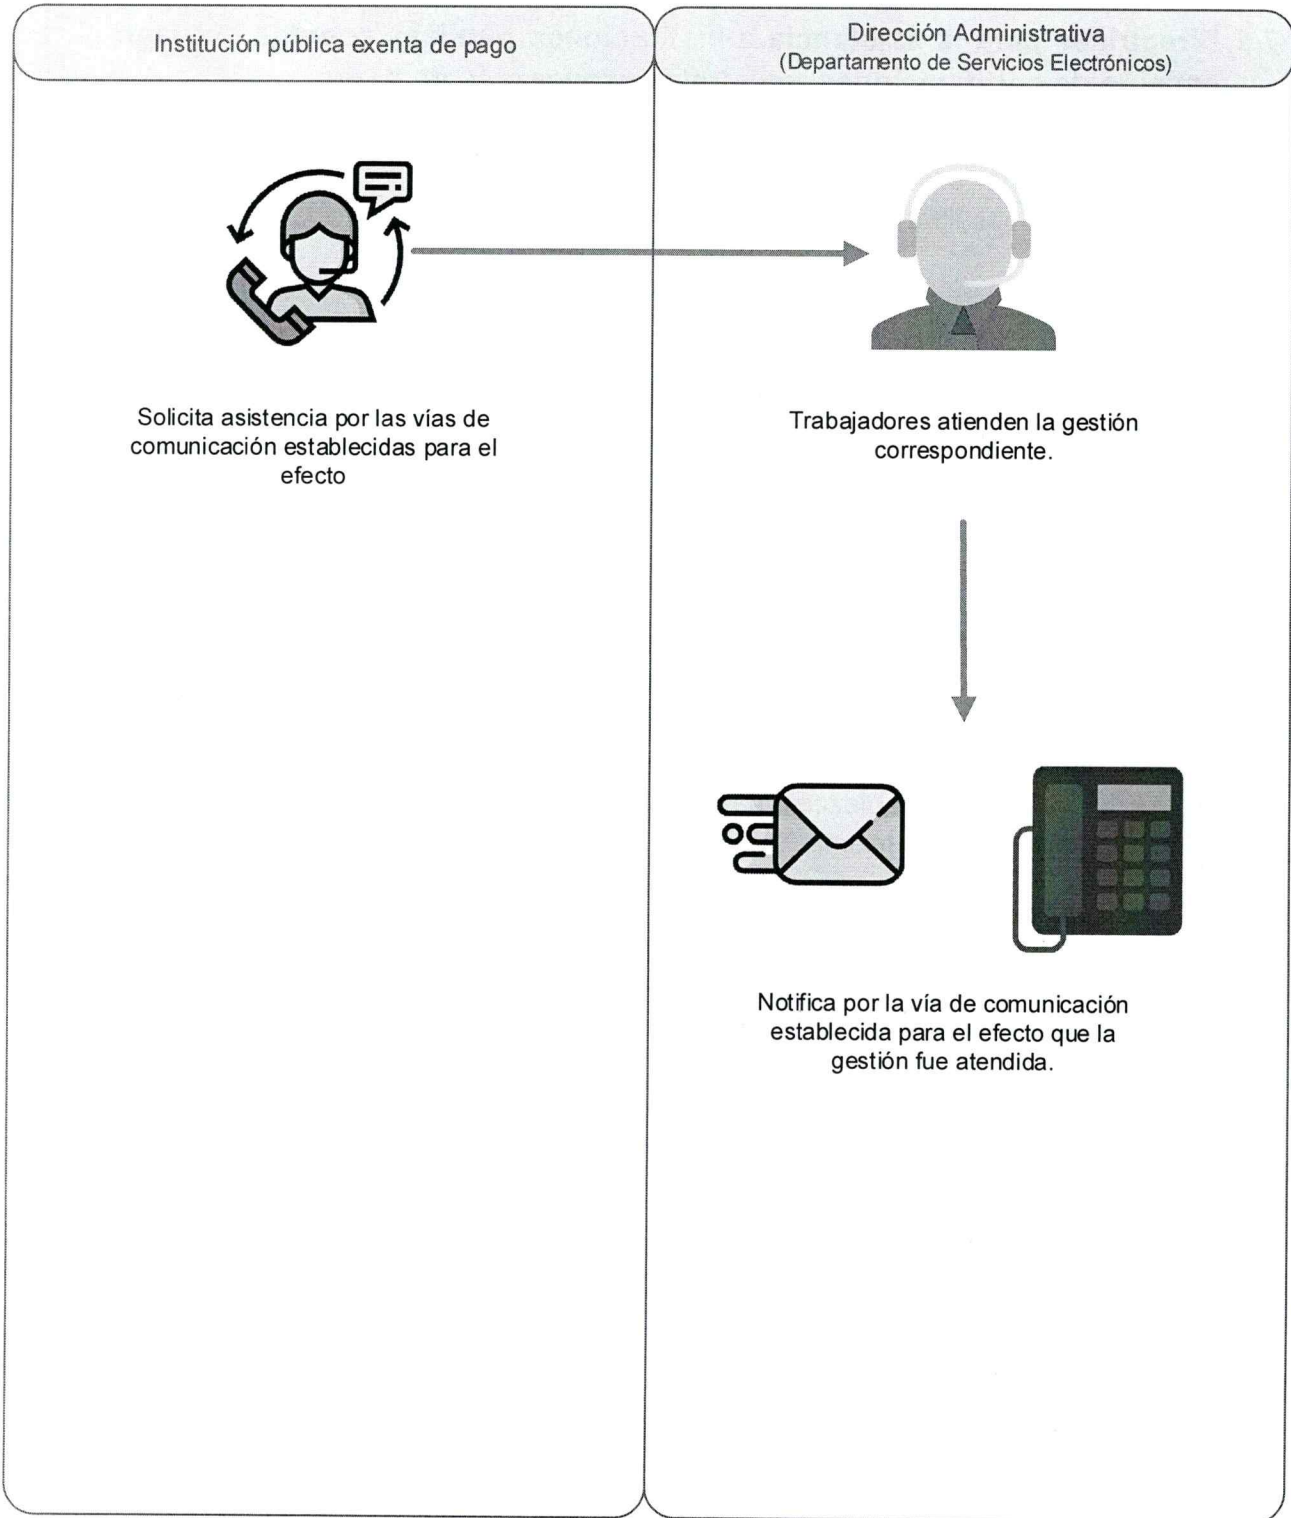 Institución pública exenta de pago
Dirección Administrativa
(Departamento de Servicios Electrónicos)
Solicita asistencia por las vías de
comunicación establecidas para el
efecto
Trabajadores atienden la gestión
correspondiente.
Notifica por la vía de comunicación
establecida para el efecto que la
gestión fue atendida.